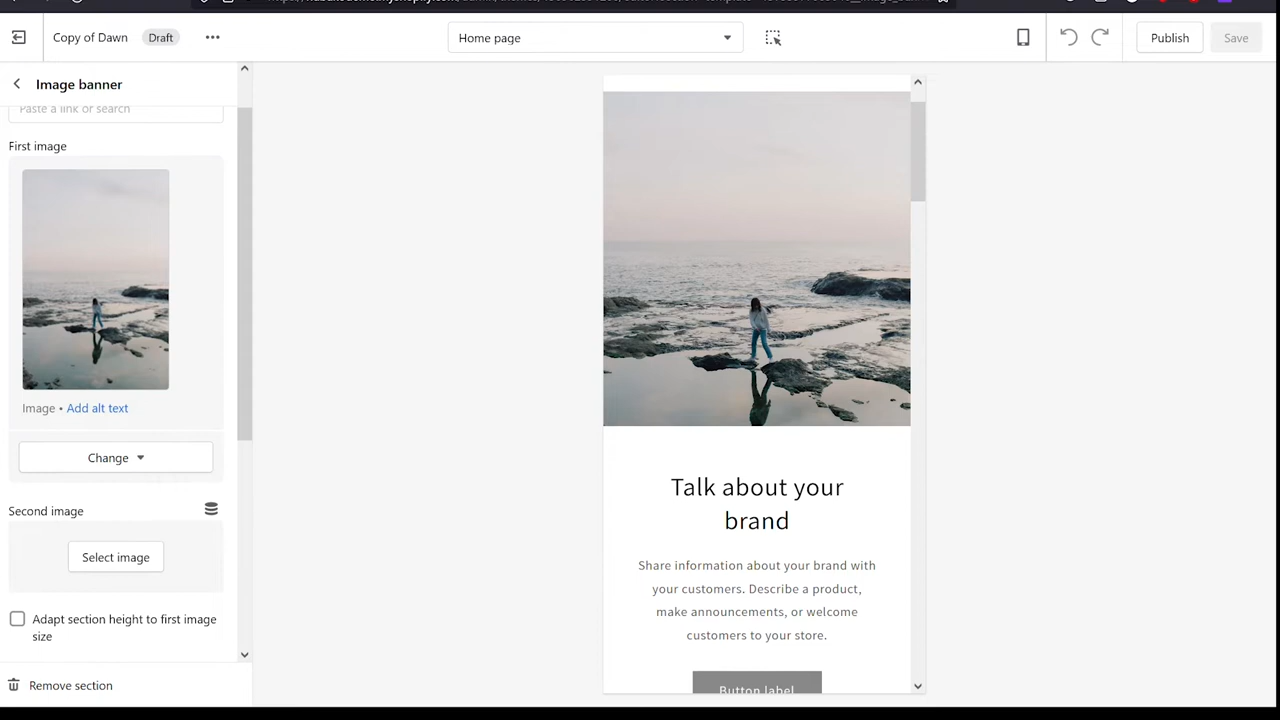 Copy of Dawn
Draft
Home page
Publish
Save
Image banner
Paste a link or search
First image
Image • Add alt text
Change
Second image
Select image
Adapt section height to first image
size
Remove section
Talk about your
brand
Share information about your brand with
your customers. Describe a product,
make announcements, or welcome
customers to your store.
Button label